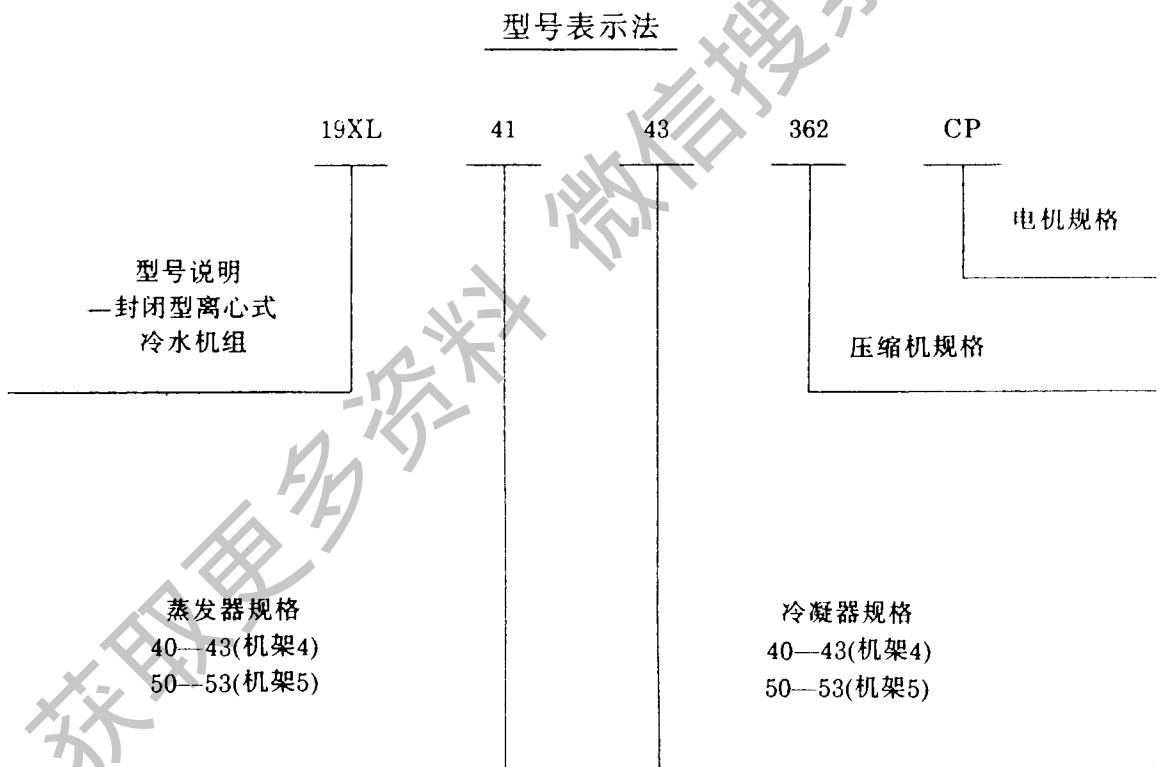 型号表示法
19XL 41 43 362 CP
电机规格
型号说明
—封闭型离心式
冷水机组
压缩机规格
蒸发器规格
40—43(机架4)
50—53(机架5)
冷凝器规格
40—43(机架4)
50—53(机架5)
获取更多资料 微信搜